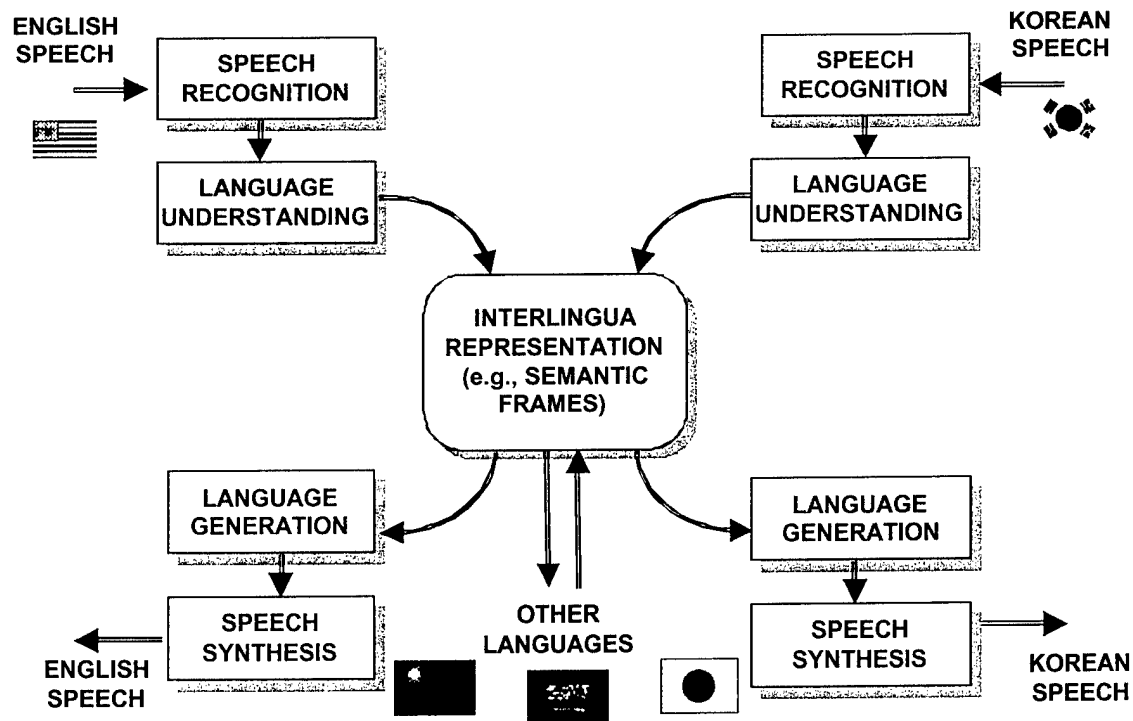 ENGLISH
SPEECH
KOREAN
SPEECH
SPEECH
RECOGNITION
SPEECH
RECOGNITION
LANGUAGE
UNDERSTANDING
LANGUAGE
UNDERSTANDING
INTERLINGUA
REPRESENTATION
(e.g., SEMANTIC
FRAMES)
LANGUAGE
GENERATION
LANGUAGE
GENERATION
SPEECH
SYNTHESIS
OTHER
LANGUAGES
SPEECH
SYNTHESIS
ENGLISH
SPEECH
KOREAN
SPEECH